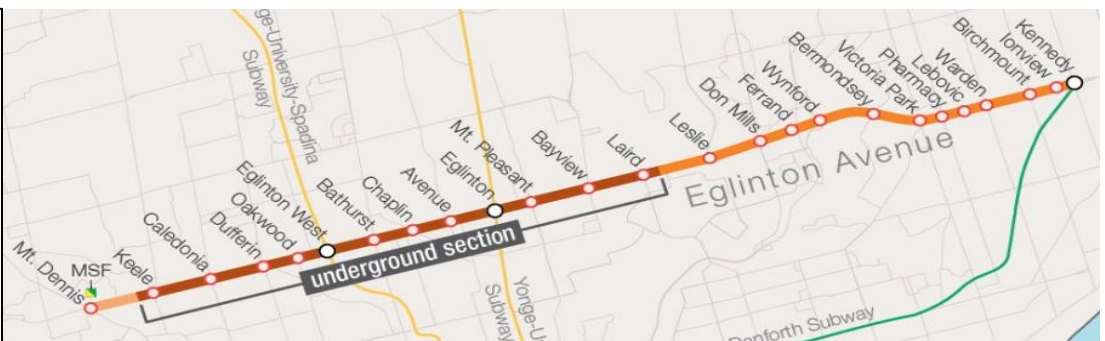 ge-University-Spadina
Subway
Mt. Dennis
MSF
Keele
Caledonia
Dufferin
Oakwood
Eglinton West
Bathurst
Chaplin
Avenue
Eglinton
Mt. Pleasant
Bayview
Laird
Leslie
Don Mills
Ferrand
Wynford
Bermondsey
Victoria Park
Pharmacy
Lebovic
Warden
Birchmount
Ionview
Kennedy
Eglinton Avenue
underground section
Yonge-U
Subway
Danforth Subway